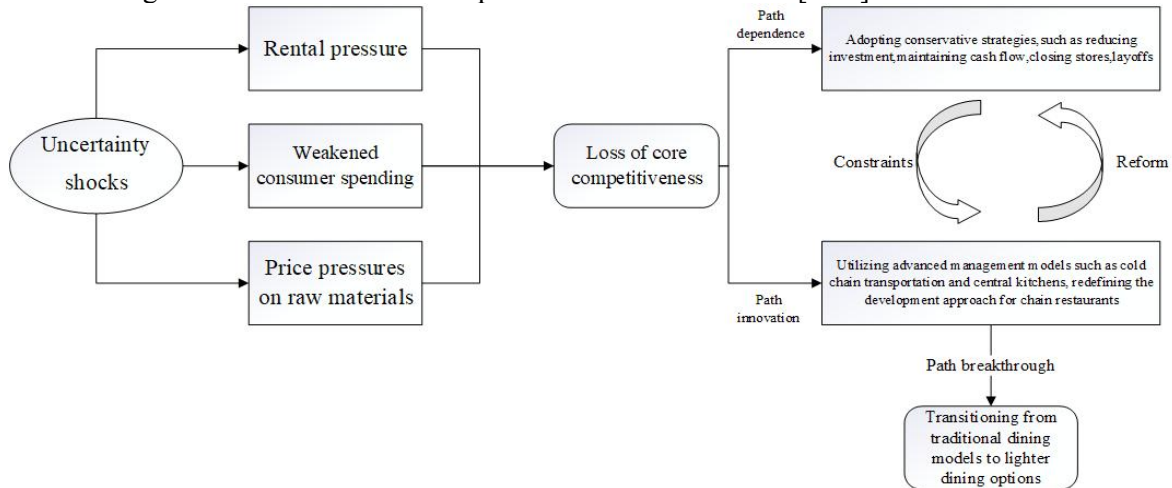 Rental pressure
Uncertainty
shocks
Weakened
consumer spending
Price pressures
on raw materials
Loss of core
competitiveness
Path
dependence
Adopting conservative strategies,such as reducing
investment,maintaining cash flow,closing stores,layoffs
Constraints
Reform
Path
innovation
Utilizing advanced management models such as cold
chain transportation and central kitchens, redefining the
development approach for chain restaurants
Path breakthrough
Transitioning from
traditional dining
models to lighter
dining options